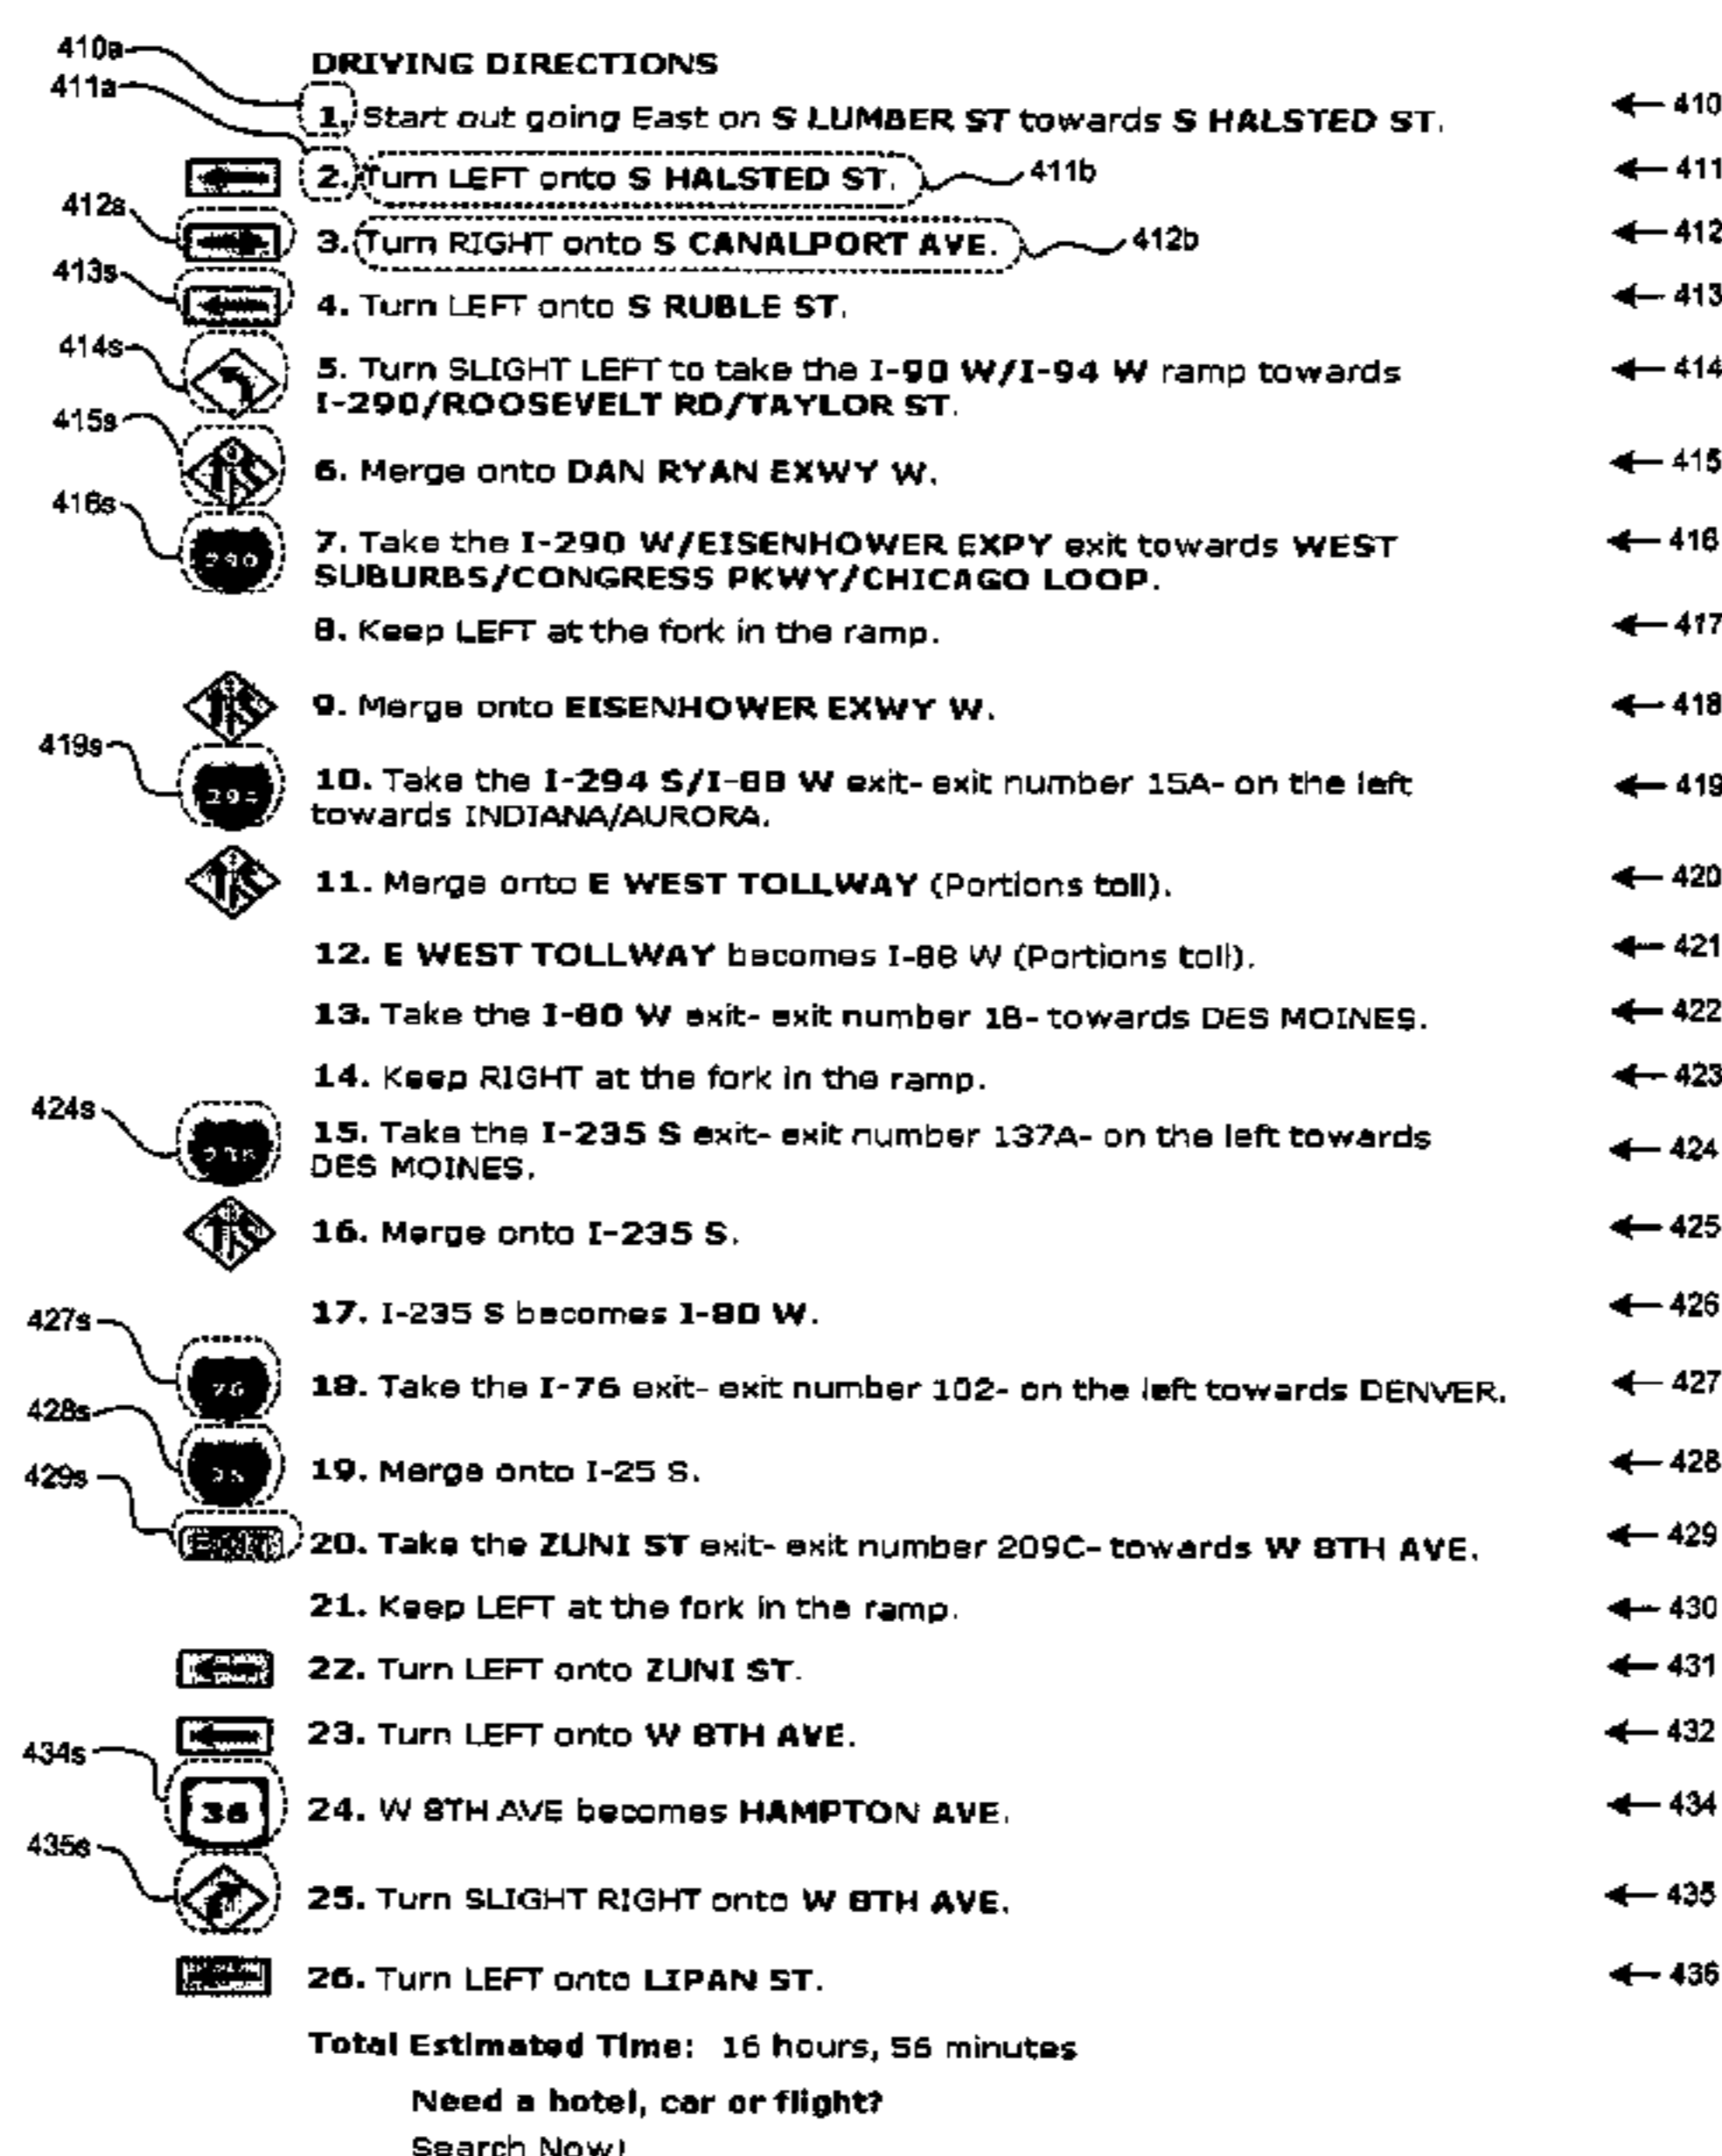 410a
DRIVING DIRECTIONS
411a
1. Start out going East on S LUMBER ST towards S HALSTED ST. 410
2. Turn LEFT onto S HALSTED ST. 411b 411
412s
3. Turn RIGHT onto S CANALPORT AVE. 412b 412
413s
4. Turn LEFT onto S RUBLE ST. 413
414s
5. Turn SLIGHT LEFT to take the I-90 W/I-94 W ramp towards 414
I-290/ROOSEVELT RD/TAYLOR ST.
415s
6. Merge onto DAN RYAN EXWY W. 415
416s
290 7. Take the I-290 W/EISENHOWER EXPY exit towards WEST 416
SUBURBS/CONGRESS PKWY/CHICAGO LOOP.
8. Keep LEFT at the fork in the ramp. 417
9. Merge onto EISENHOWER EXWY W. 418
419s
294 10. Take the I-294 S/I-88 W exit- exit number 15A- on the left 419
towards INDIANA/AURORA.
11. Merge onto E WEST TOLLWAY (Portions toll). 420
12. E WEST TOLLWAY becomes I-88 W (Portions toll). 421
13. Take the I-80 W exit- exit number 1B- towards DES MOINES. 422
14. Keep RIGHT at the fork in the ramp. 423
424s
235 15. Take the I-235 S exit- exit number 137A- on the left towards 424
DES MOINES.
16. Merge onto I-235 S. 425
17. I-235 S becomes I-80 W. 426
427s
76 18. Take the I-76 exit- exit number 102- on the left towards DENVER. 427
428s
25 19. Merge onto I-25 S. 428
429s
EXIT 20. Take the ZUNI ST exit- exit number 209C- towards W 8TH AVE. 429
21. Keep LEFT at the fork in the ramp. 430
22. Turn LEFT onto ZUNI ST. 431
23. Turn LEFT onto W 8TH AVE. 432
434s
36 24. W 8TH AVE becomes HAMPTON AVE. 434
435s
25. Turn SLIGHT RIGHT onto W 8TH AVE. 435
26. Turn LEFT onto LIPAN ST. 436
Total Estimated Time: 16 hours, 56 minutes
Need a hotel, car or flight?
Search Now!